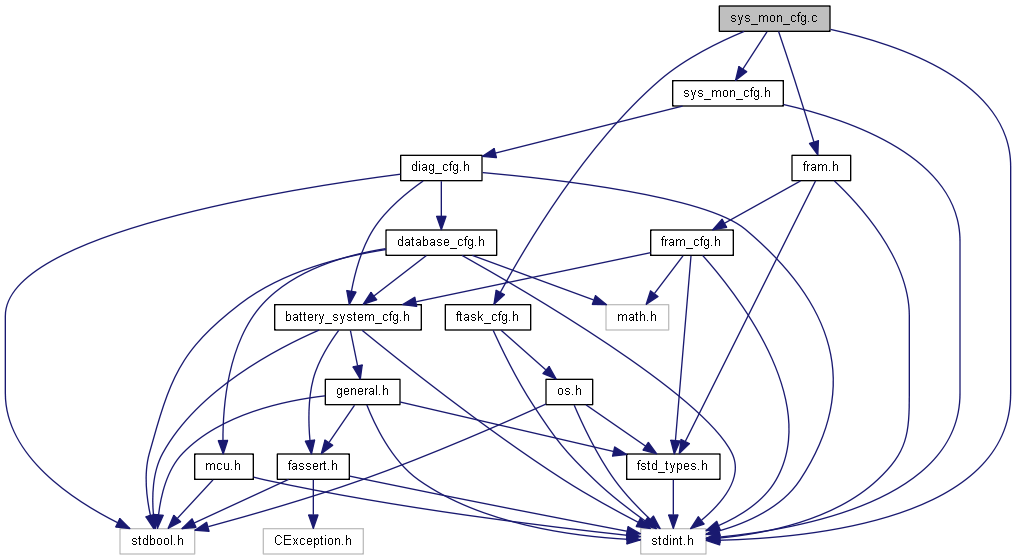 sys_mon_cfg.c
sys_mon_cfg.h
diag_cfg.h
fram.h
database_cfg.h
fram_cfg.h
battery_system_cfg.h
ftask_cfg.h
math.h
general.h
os.h
mcu.h
fassert.h
fstd_types.h
stdbool.h
CException.h
stdint.h